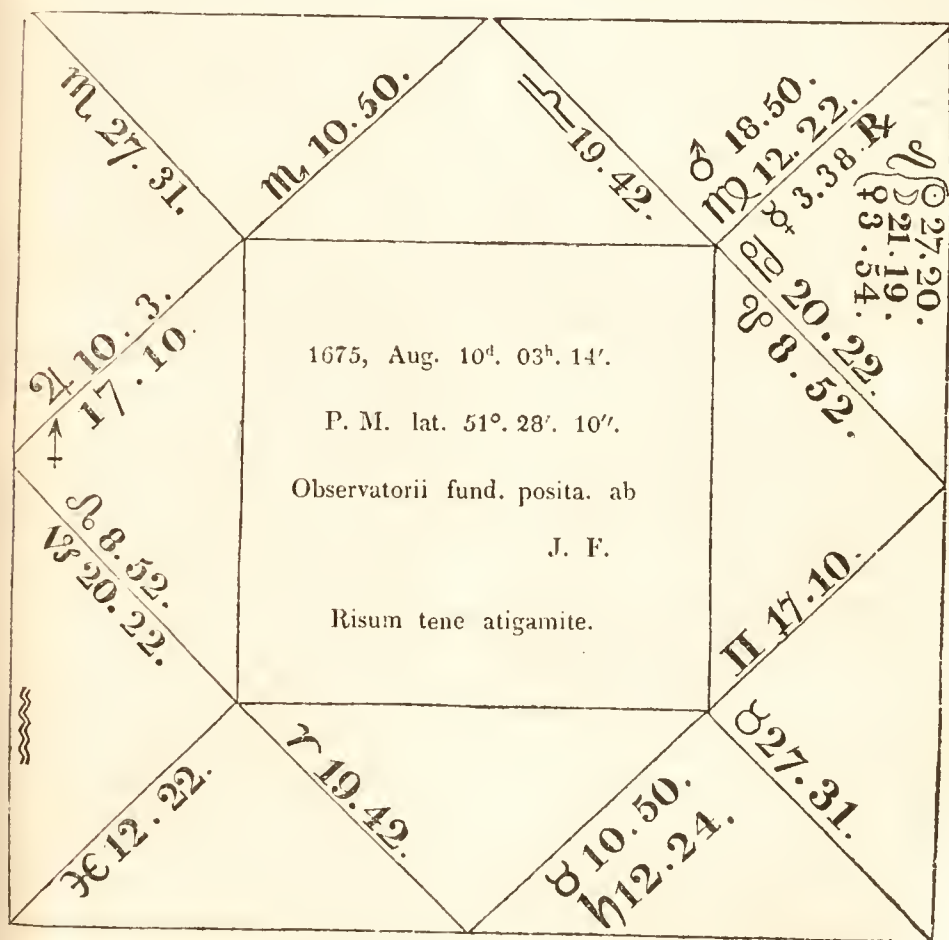 ♏ 27. 31.
♏ 10. 50.
♎ 19. 42.
♂ 18. 50.
♍ 12. 22.
☿ 3. 38. ℞
♌ ☉ 27. 20.
☽ 21. 19.
♀ 3. 54.
♋ 20. 22.
☋ 8. 52.
♃ 10. 3.
♐ 17. 10.
1675, Aug. 10ᵈ. 03ʰ. 14′.
P. M. lat. 51°. 28′. 10″.
Observatorii fund. posita. ab
J. F.
Risum tene atigamite.
☊ 8. 52.
♑ 20. 22.
♊ 17. 10.
♒
♓ 12. 22.
♈ 19. 42.
♉ 10. 50.
♄ 12. 24.
♉ 27. 31.